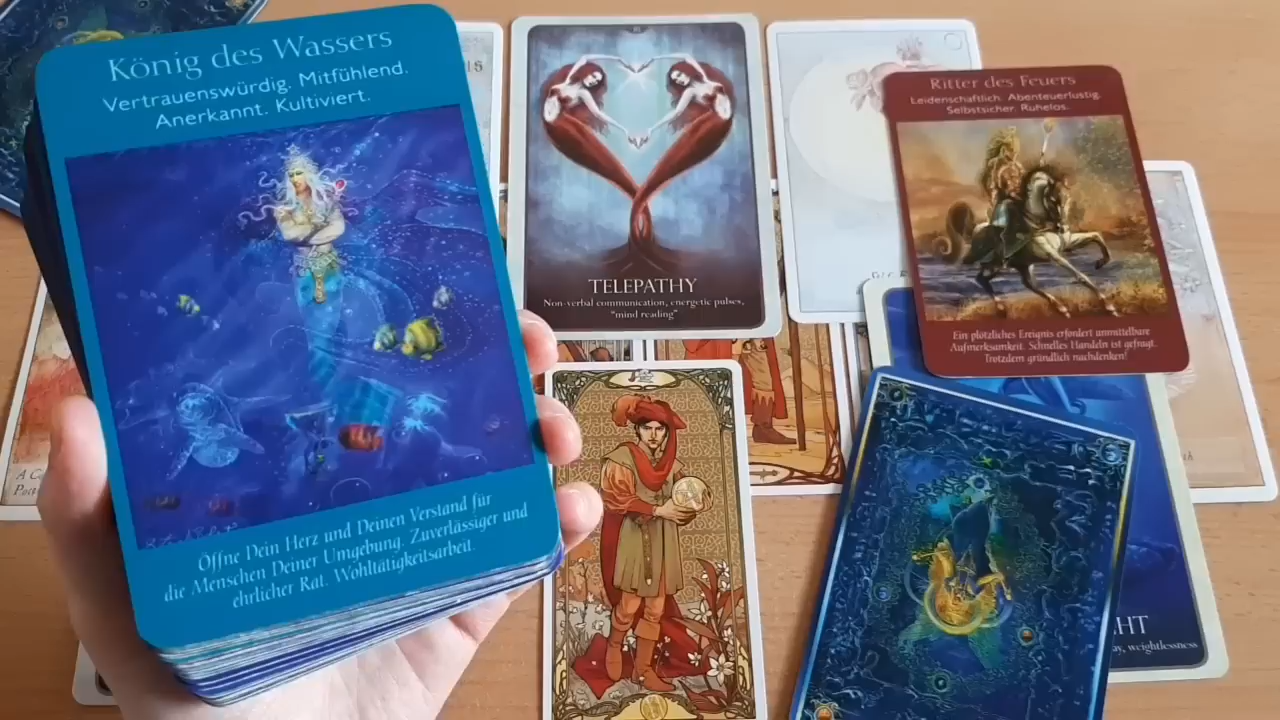 König des Wassers
Vertrauenswürdig. Mitfühlend.
Anerkannt. Kultiviert.
Öffne Dein Herz und Deinen Verstand für
die Menschen Deiner Umgebung. Zuverlässiger und
ehrlicher Rat. Wohltätigkeitsarbeit.
TELEPATHY
Non-verbal communication, energetic pulses,
"mind reading"
Ritter des Feuers
Leidenschaftlich. Abenteuerlustig.
Selbstsicher. Ruhelos.
Ein plötzliches Ereignis erfordert unmittelbare
Aufmerksamkeit. Schnelles Handeln ist gefragt.
Trotzdem gründlich nachdenken!
weightlessness